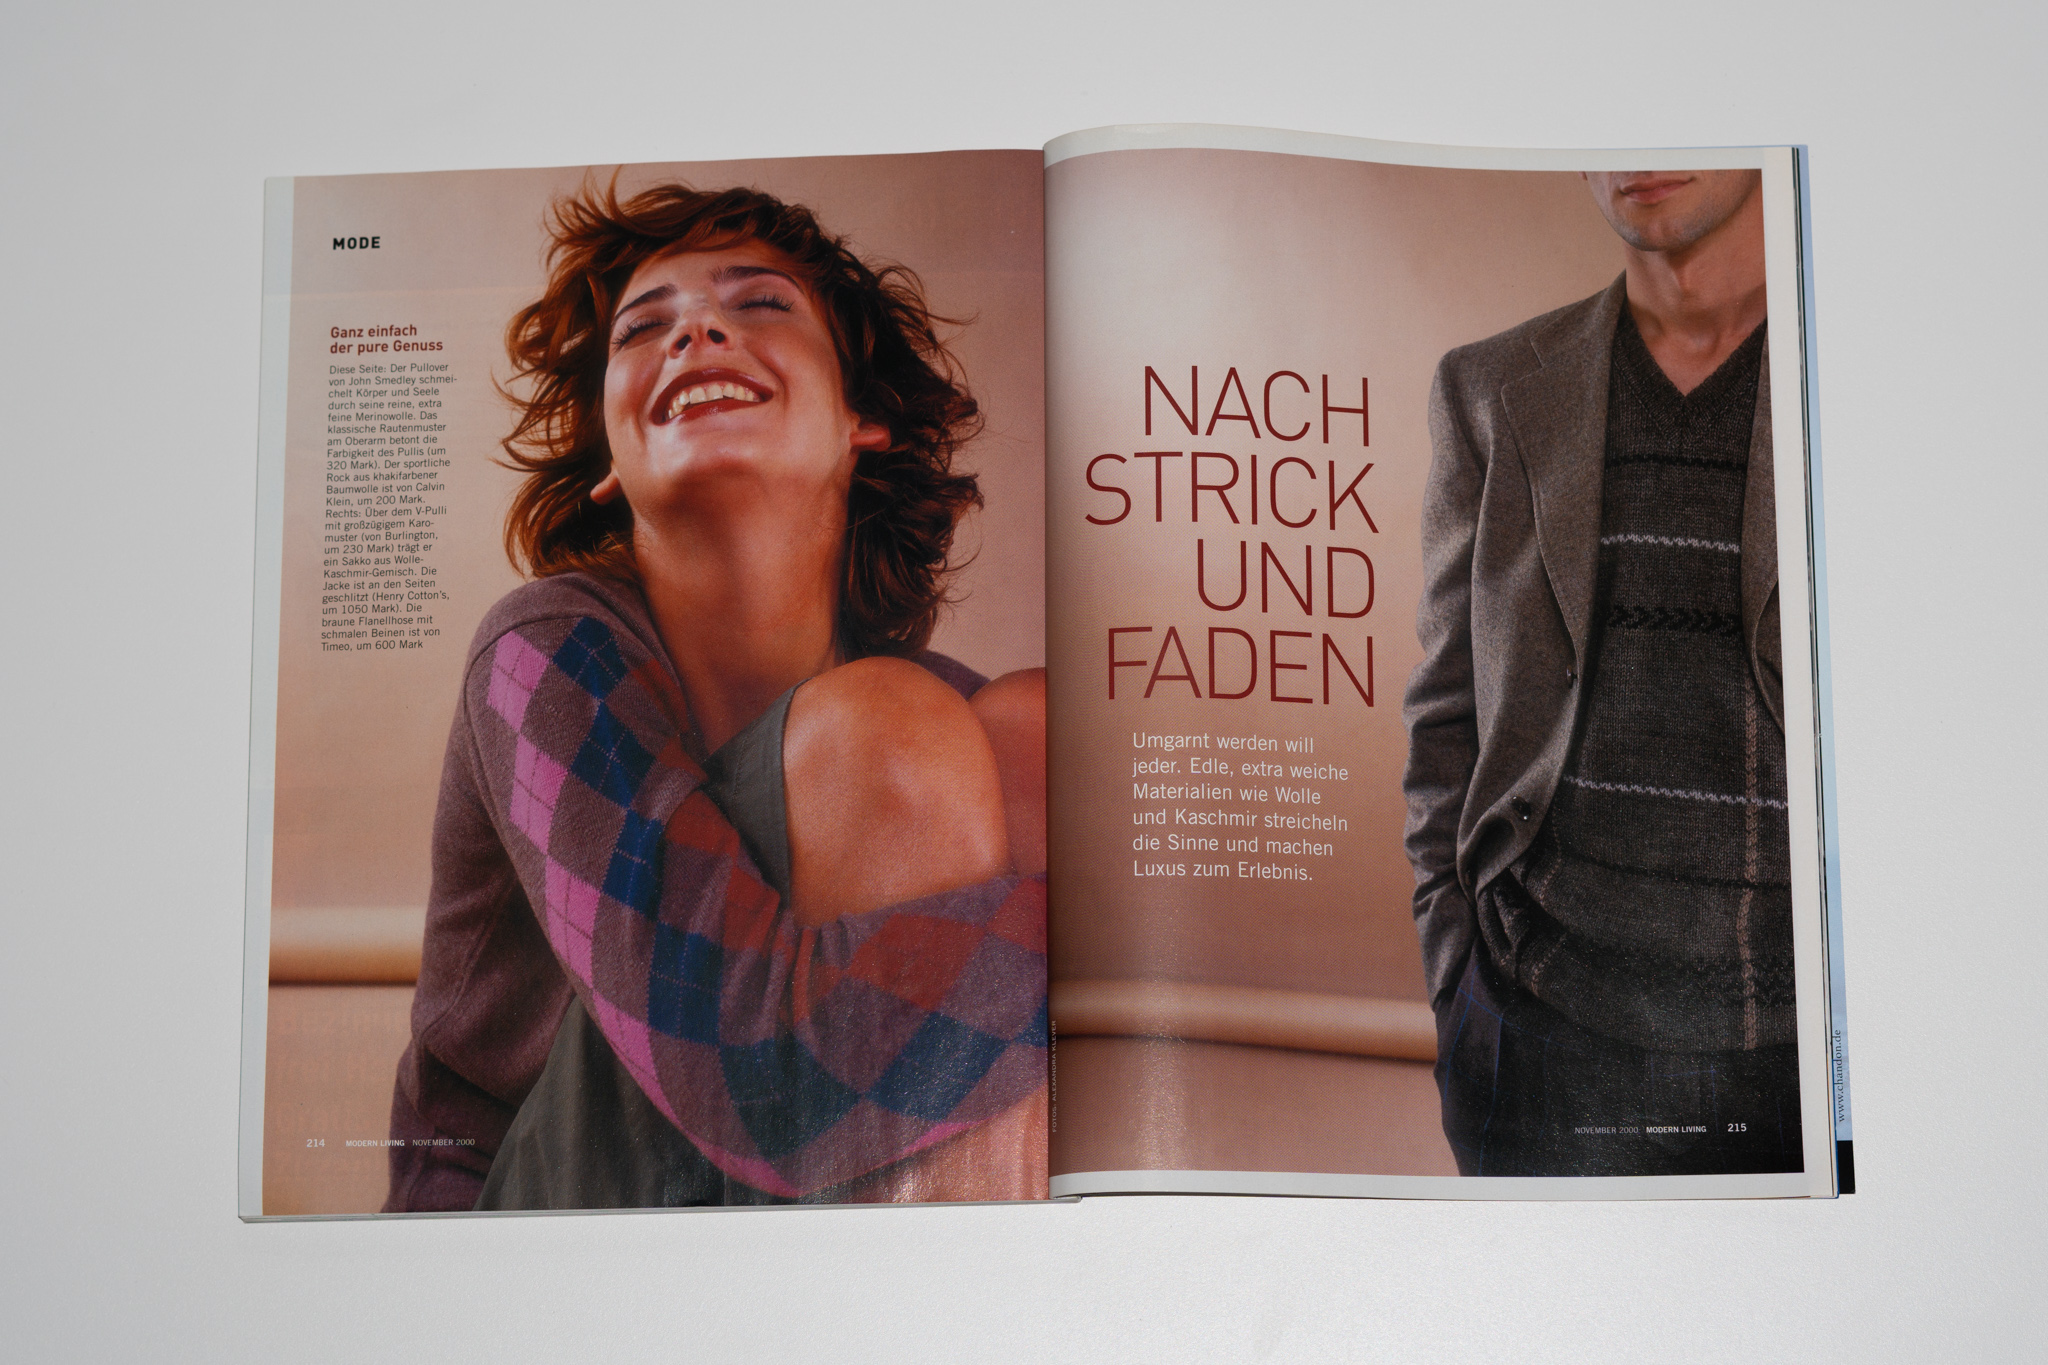 MODE
Ganz einfach
der pure Genuss
Diese Seite: Der Pullover
von John Smedley schmei-
chelt Körper und Seele
durch seine reine, extra
feine Merinowolle. Das
klassische Rautenmuster
am Oberarm betont die
Farbigkeit des Pullis (um
320 Mark). Der sportliche
Rock aus khakifarbener
Baumwolle ist von Calvin
Klein, um 200 Mark.
Rechts: Über dem V-Pulli
mit großzügigem Karo-
muster (von Burlington,
um 230 Mark) trägt er
ein Sakko aus Wolle-
Kaschmir-Gemisch. Die
Jacke ist an den Seiten
geschlitzt (Henry Cotton's,
um 1050 Mark). Die
braune Flanellhose mit
schmalen Beinen ist von
Timeo, um 600 Mark
214 MODERN LIVING NOVEMBER 2000
NACH
STRICK
UND
FADEN
Umgarnt werden will
jeder. Edle, extra weiche
Materialien wie Wolle
und Kaschmir streicheln
die Sinne und machen
Luxus zum Erlebnis.
FOTOS: ALEXANDRA KLEVER
NOVEMBER 2000 MODERN LIVING 215
www.chandon.de